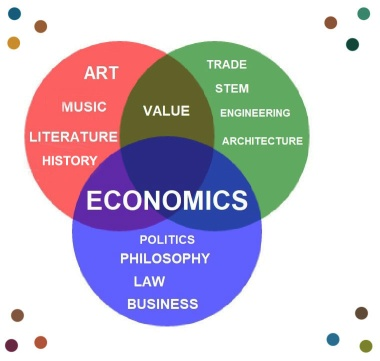 ART
MUSIC
LITERATURE
HISTORY
VALUE
TRADE
STEM
ENGINEERING
ARCHITECTURE
ECONOMICS
POLITICS
PHILOSOPHY
LAW
BUSINESS